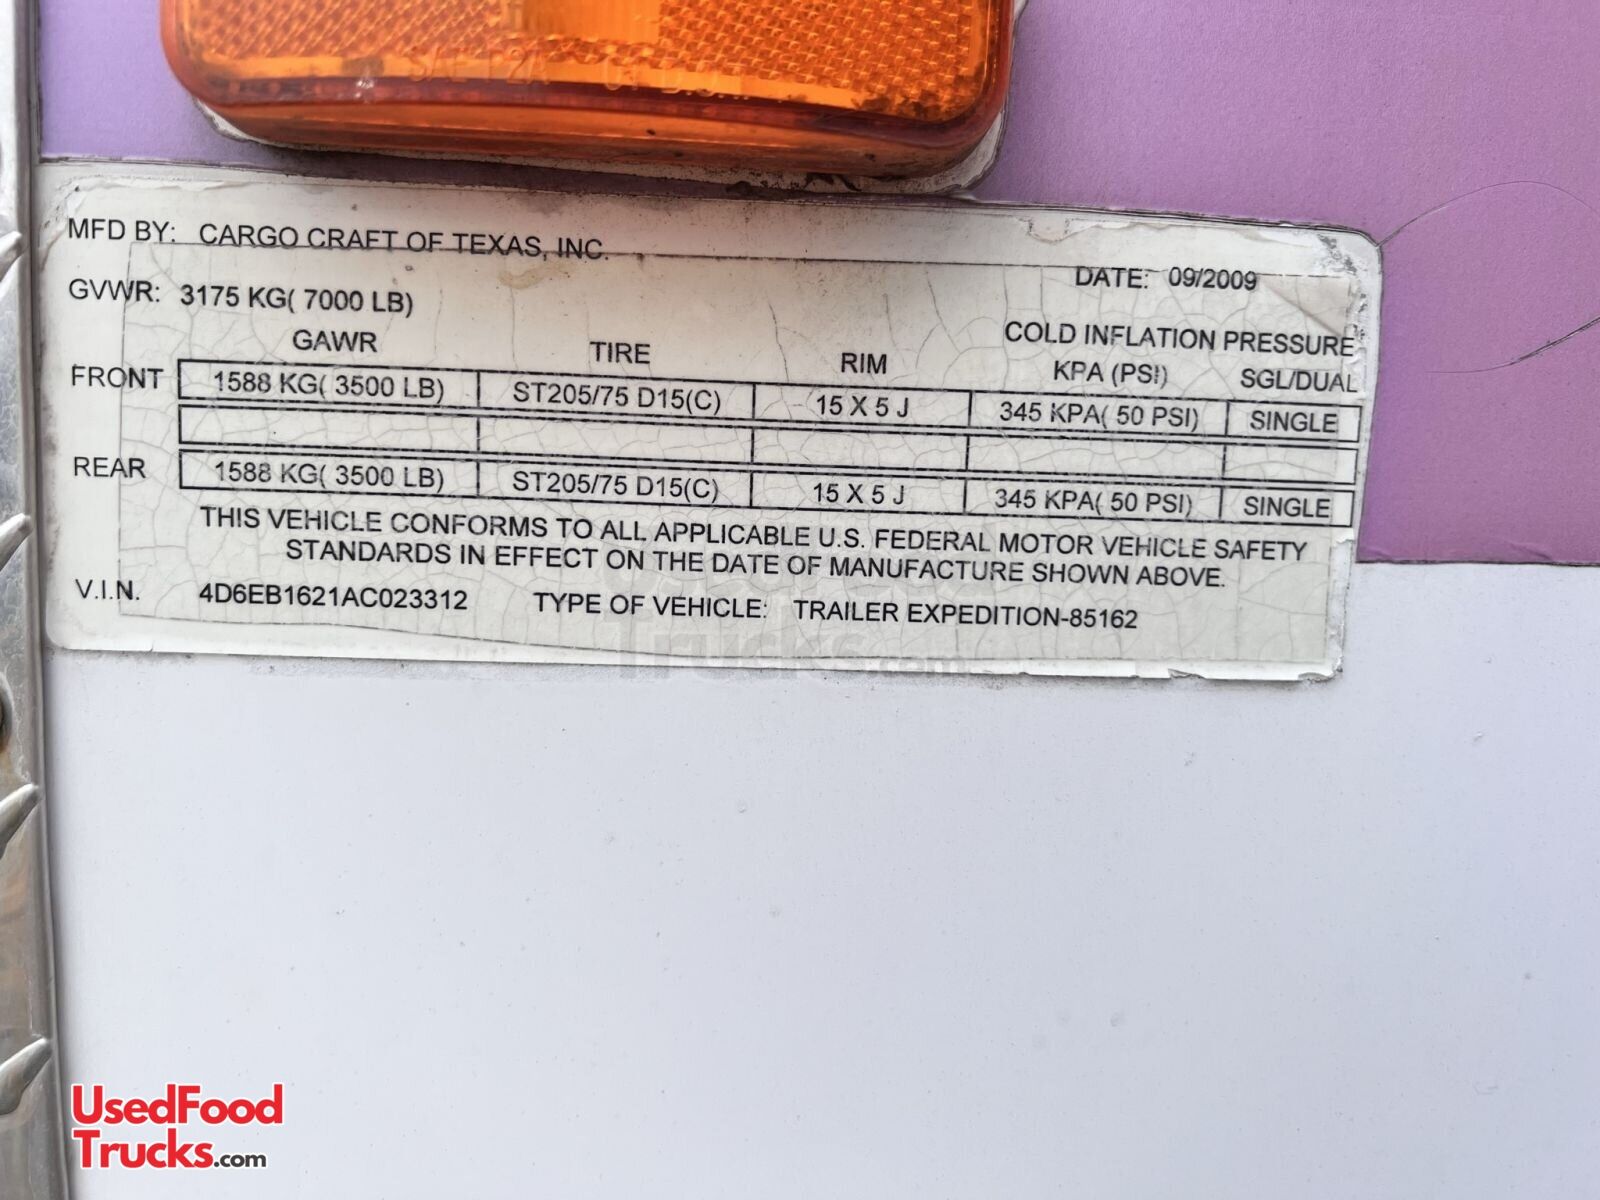 SAE P2A
MFD BY: CARGO CRAFT OF TEXAS, INC.
DATE: 09/2009
GVWR: 3175 KG( 7000 LB)
GAWR TIRE RIM COLD INFLATION PRESSURE
KPA (PSI) SGL/DUAL
FRONT 1588 KG( 3500 LB) ST205/75 D15(C) 15 X 5 J 345 KPA( 50 PSI) SINGLE
REAR 1588 KG( 3500 LB) ST205/75 D15(C) 15 X 5 J 345 KPA( 50 PSI) SINGLE
THIS VEHICLE CONFORMS TO ALL APPLICABLE U.S. FEDERAL MOTOR VEHICLE SAFETY
STANDARDS IN EFFECT ON THE DATE OF MANUFACTURE SHOWN ABOVE.
V.I.N. 4D6EB1621AC023312 TYPE OF VEHICLE: TRAILER EXPEDITION-85162
Trucks.com
UsedFood
Trucks.com